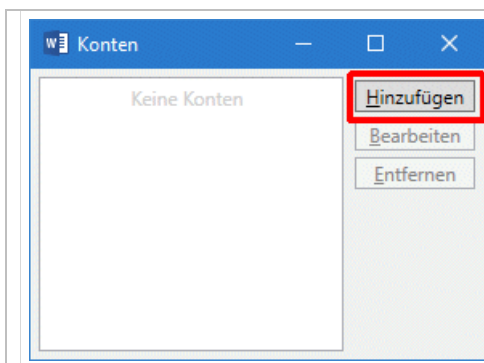 Konten
Keine Konten
Hinzufügen
Bearbeiten
Entfernen